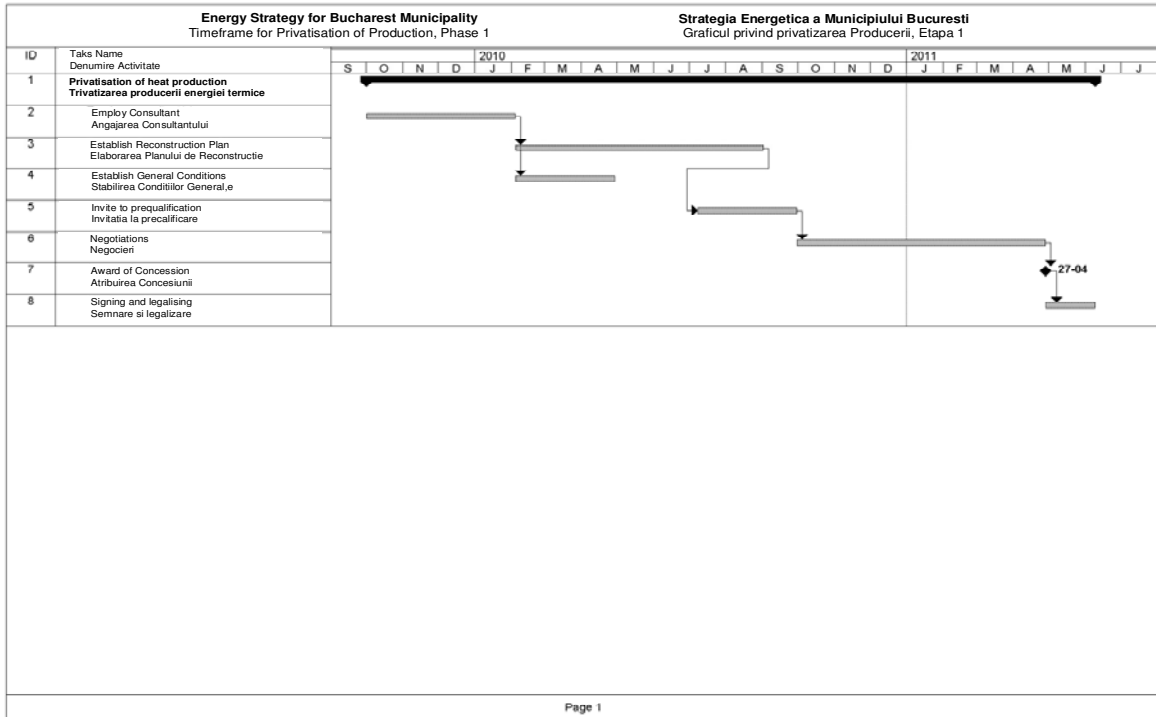 Energy Strategy for Bucharest Municipality
Timeframe for Privatisation of Production, Phase 1
Strategia Energetica a Municipiului Bucuresti
Graficul privind privatizarea Producerii, Etapa 1
ID
Taks Name
Denumire Activitate
2010
2011
S O N D J F M A M J J A S O N D J F M A M J J
1
Privatisation of heat production
Trivatizarea producerii energiei termice
2
Employ Consultant
Angajarea Consultantului
3
Establish Reconstruction Plan
Elaborarea Planului de Reconstructie
4
Establish General Conditions
Stabilirea Conditiilor General,e
5
Invite to prequalification
Invitatia la precalificare
6
Negotiations
Negocieri
7
Award of Concession
Atribuirea Concesiunii
27-04
8
Signing and legalising
Semnare si legalizare
Page 1